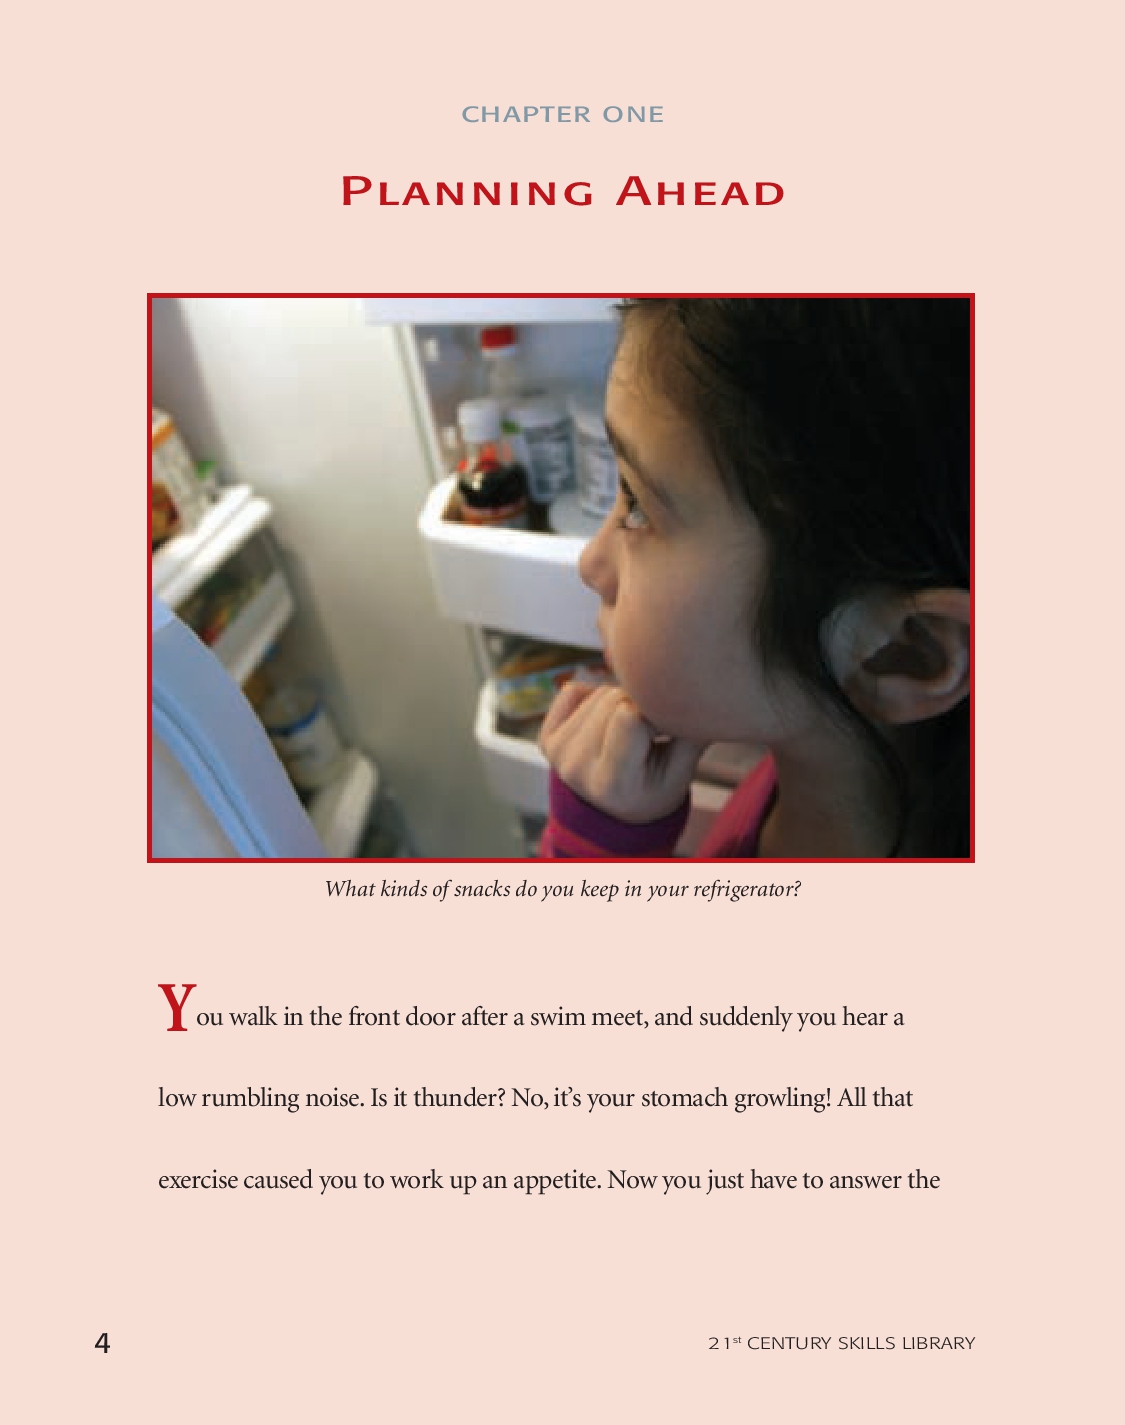 CHAPTER ONE
PLANNING AHEAD
What kinds of snacks do you keep in your refrigerator?
You walk in the front door after a swim meet, and suddenly you hear a
low rumbling noise. Is it thunder? No, it’s your stomach growling! All that
exercise caused you to work up an appetite. Now you just have to answer the
4
21st CENTURY SKILLS LIBRARY